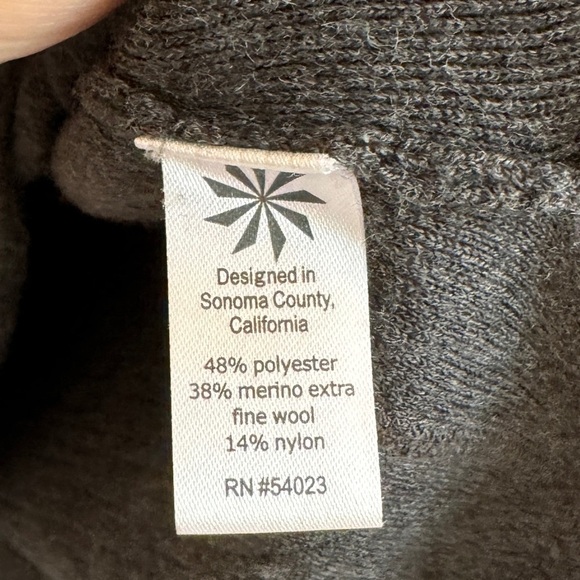 Designed in
Sonoma County,
California
48% polyester
38% merino extra
fine wool
14% nylon
RN #54023